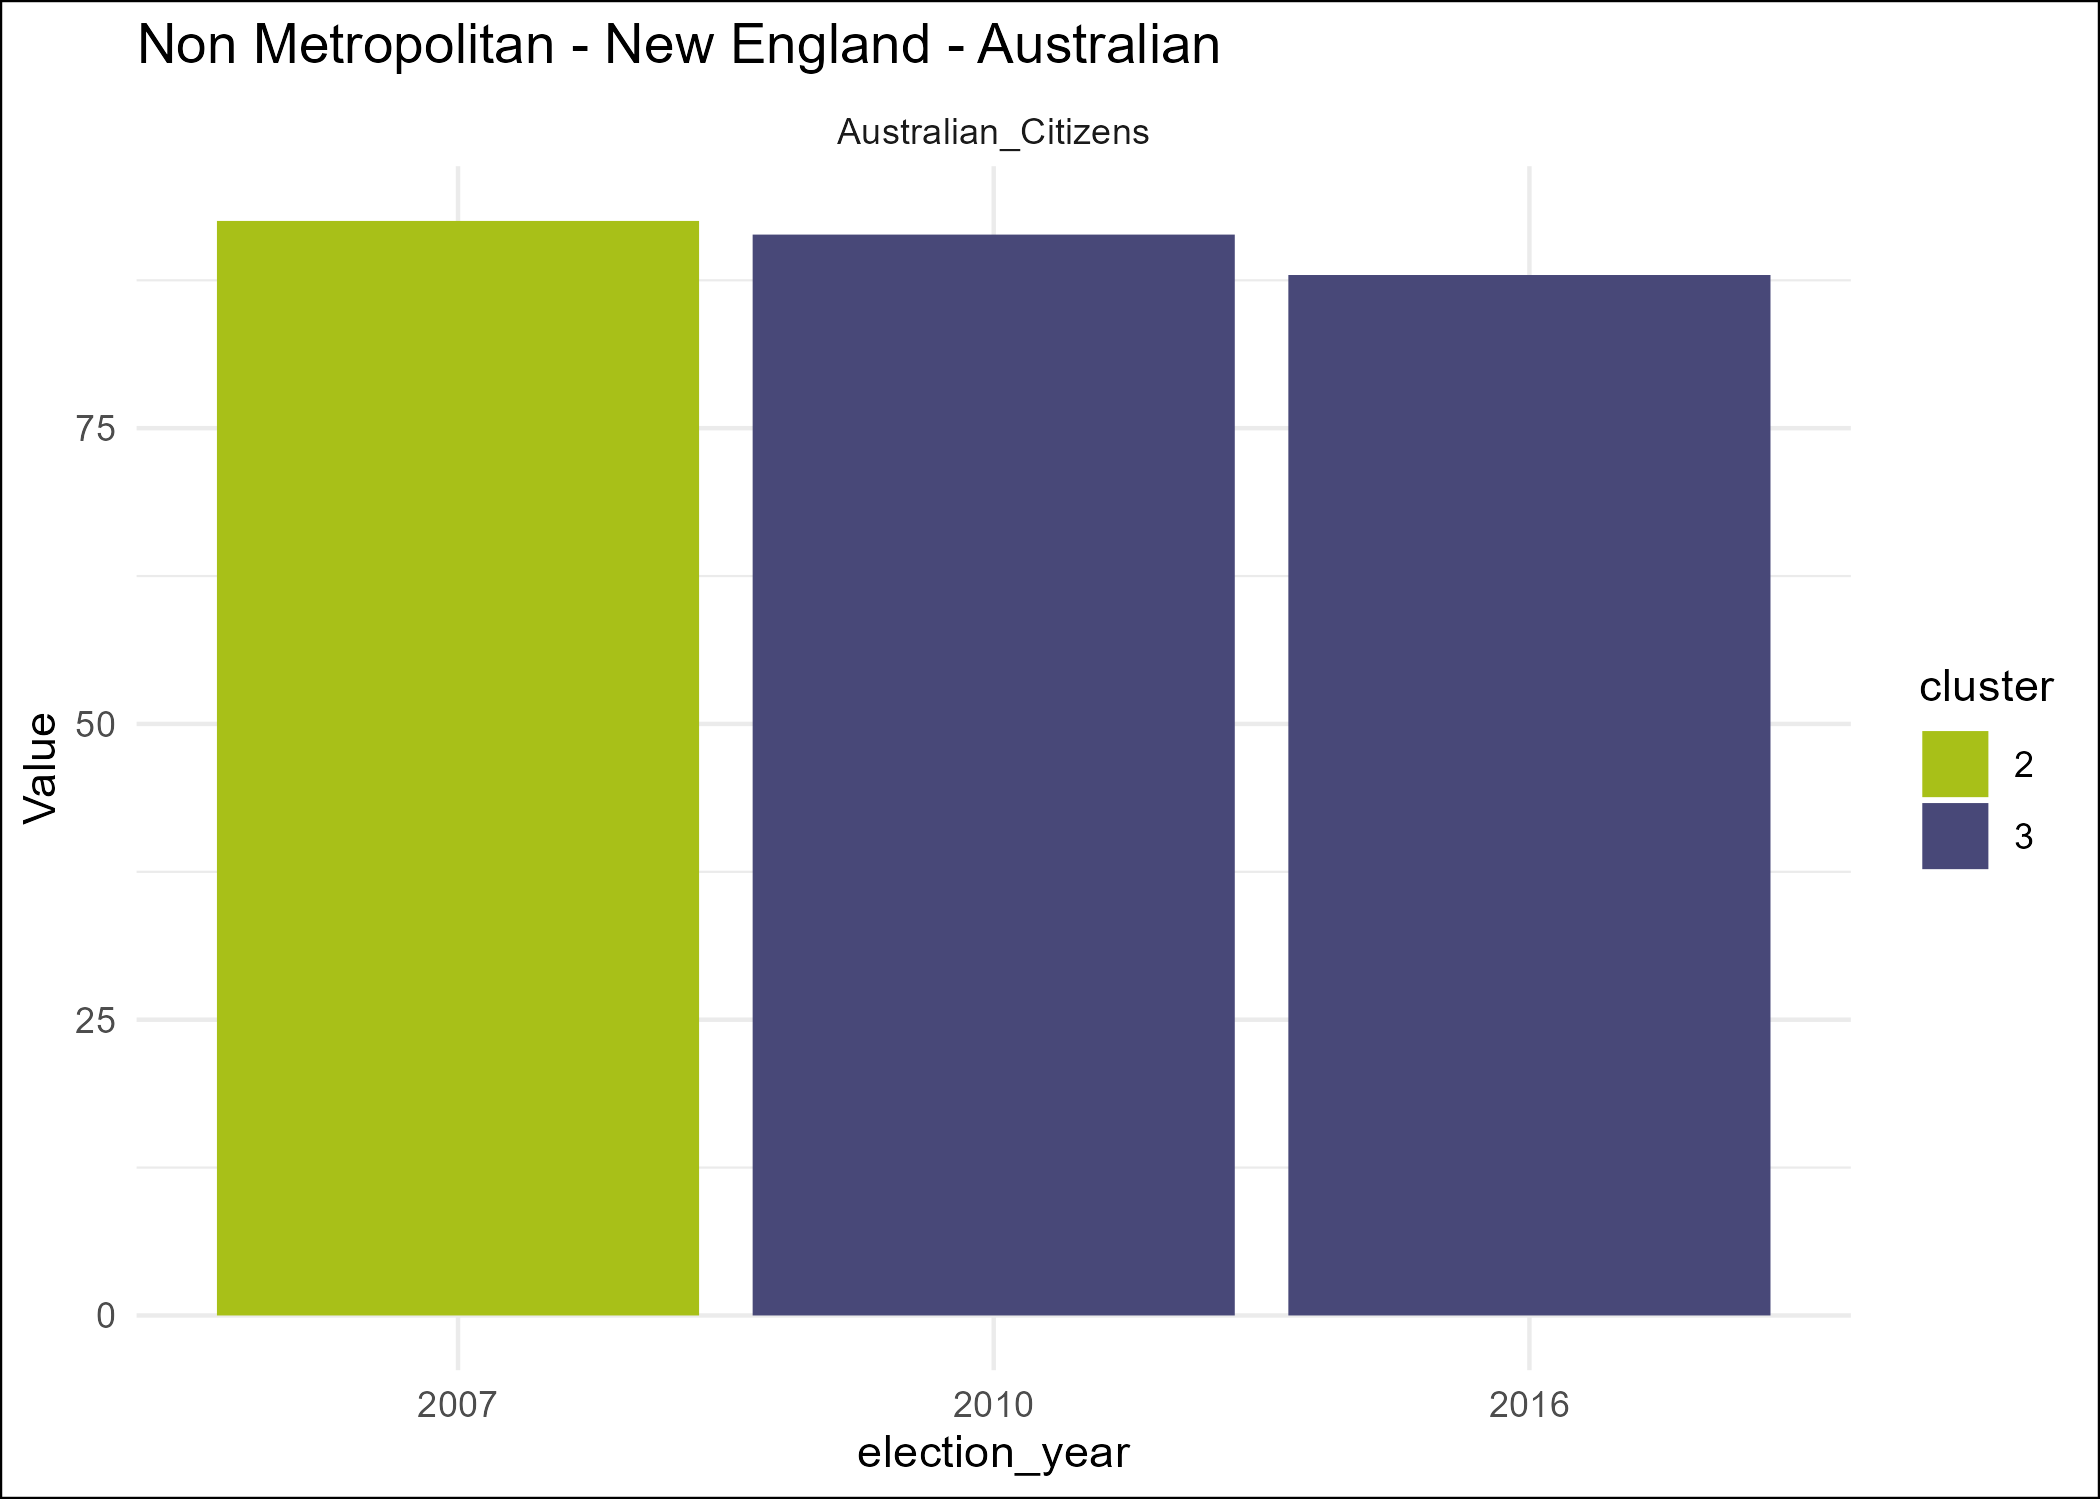 Non Metropolitan - New England - Australian
Australian_Citizens
75
50
25
0
Value
2007 2010 2016
election_year
cluster
2
3